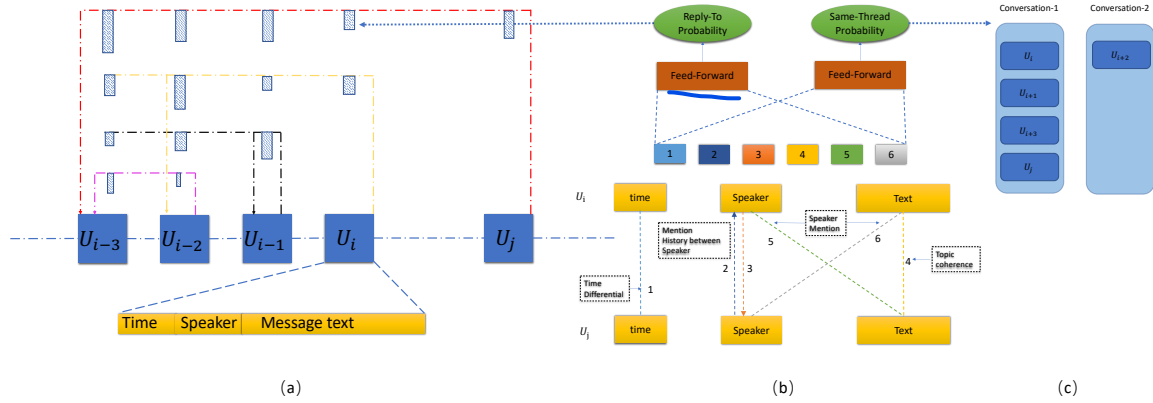 Reply-To
Probability
Same-Thread
Probability
Conversation-1
Conversation-2
U_i
U_{i+1}
U_{i+3}
U_j
U_{i+2}
Feed-Forward
Feed-Forward
1
2
3
4
5
6
U_i
time
Speaker
Text
Mention
History between
Speaker
Speaker
Mention
5
6
2
3
4
Topic
coherence
Time
Differential
1
U_j
time
Speaker
Text
U_{i-3}
U_{i-2}
U_{i-1}
U_i
U_j
Time
Speaker
Message text
(a)
(b)
(c)